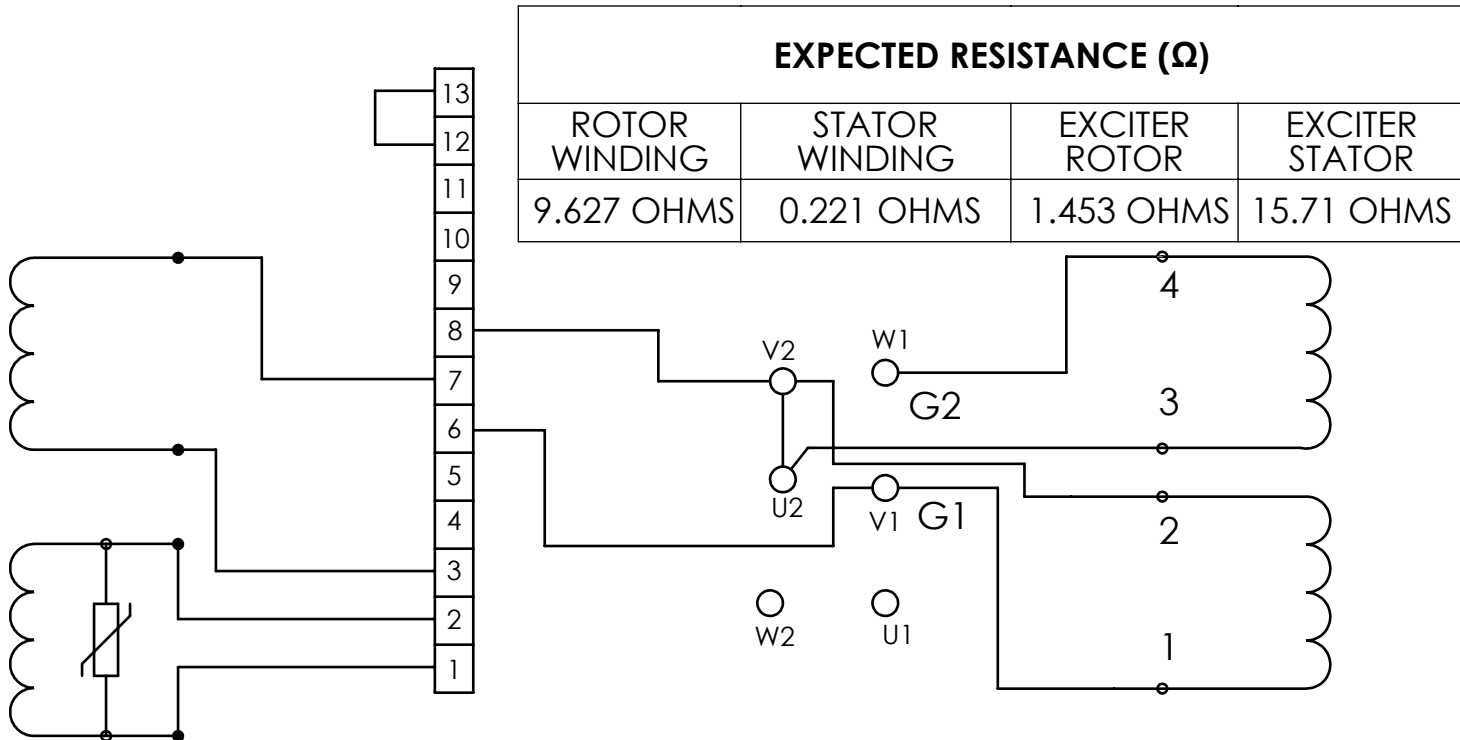 EXPECTED RESISTANCE (Ω)
ROTOR WINDING
STATOR WINDING
EXCITER ROTOR
EXCITER STATOR
9.627 OHMS
0.221 OHMS
1.453 OHMS
15.71 OHMS
13
12
11
10
9
8
7
6
5
4
3
2
1
V2
W1
G2
U2
V1
G1
W2
U1
4
3
2
1